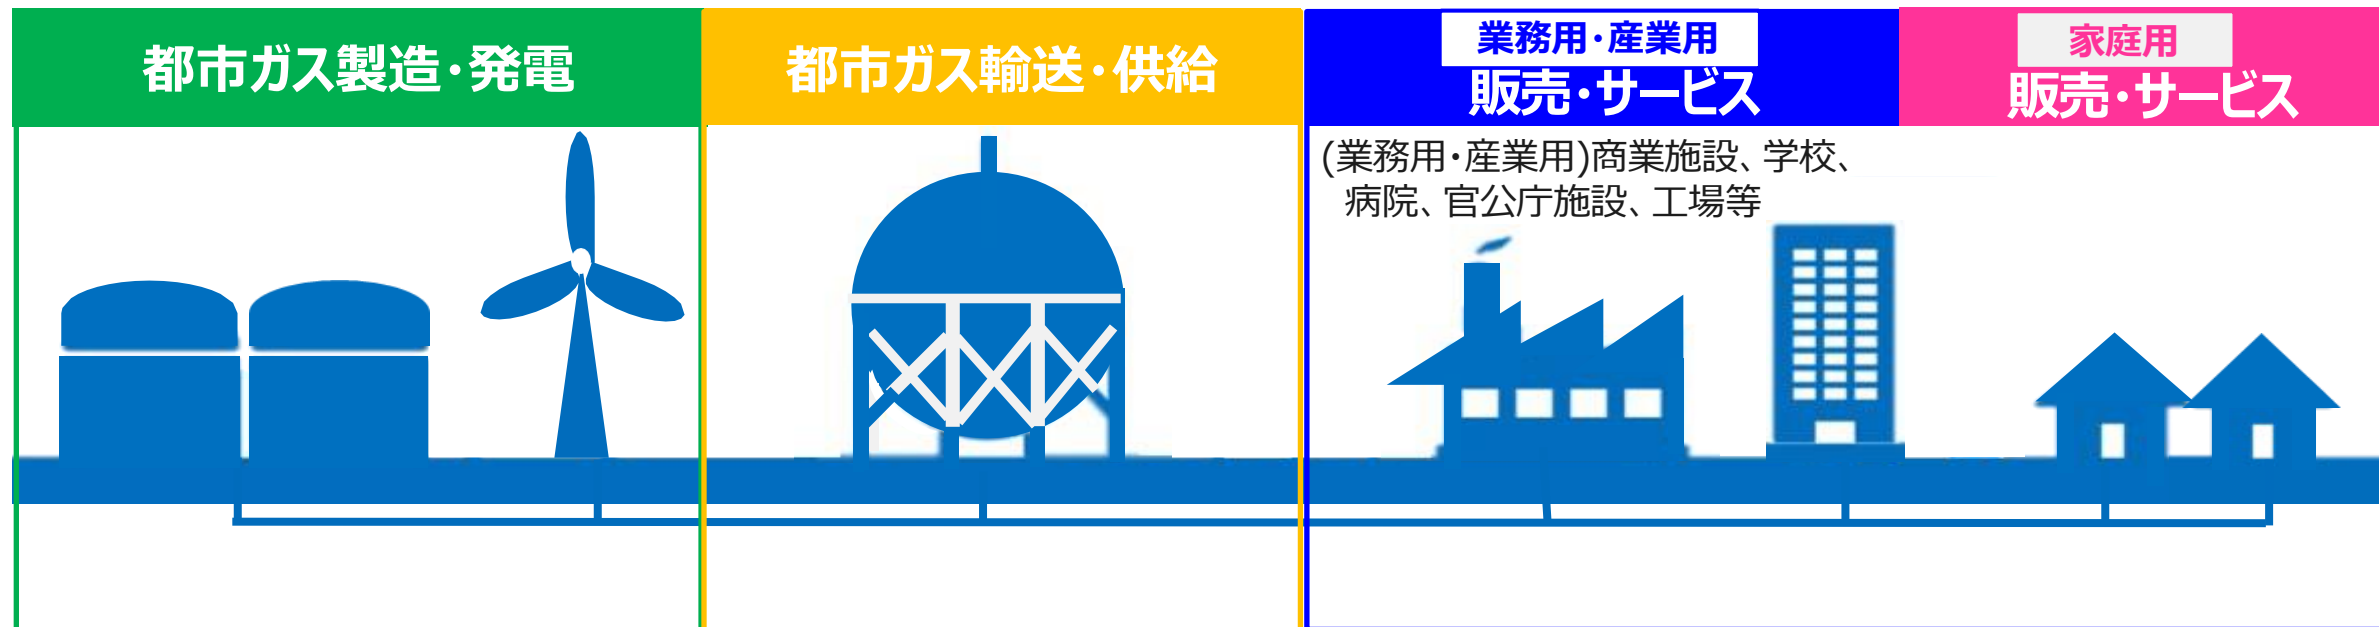 都市ガス製造・発電
都市ガス輸送・供給
業務用・産業用
販売・サービス
家庭用
販売・サービス
(業務用・産業用)商業施設、学校、
病院、官公庁施設、工場等